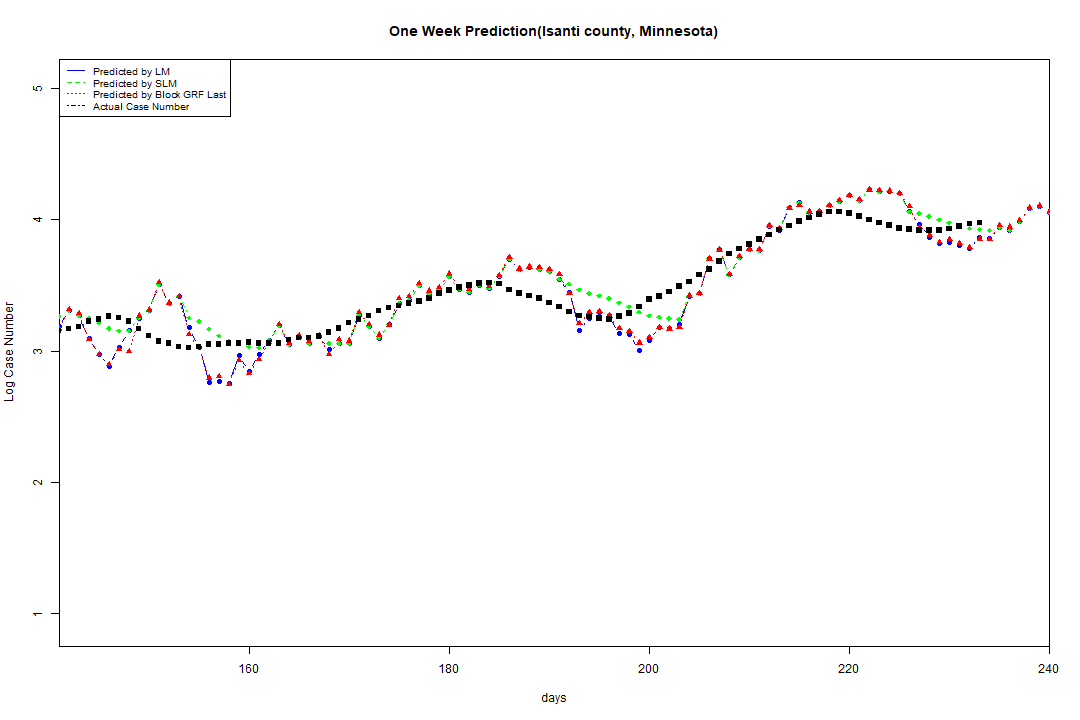 One Week Prediction(Isanti county, Minnesota)
Predicted by LM
Predicted by SLM
Predicted by Block GRF Last
Actual Case Number
5
4
3
2
1
Log Case Number
160 180 200 220 240
days